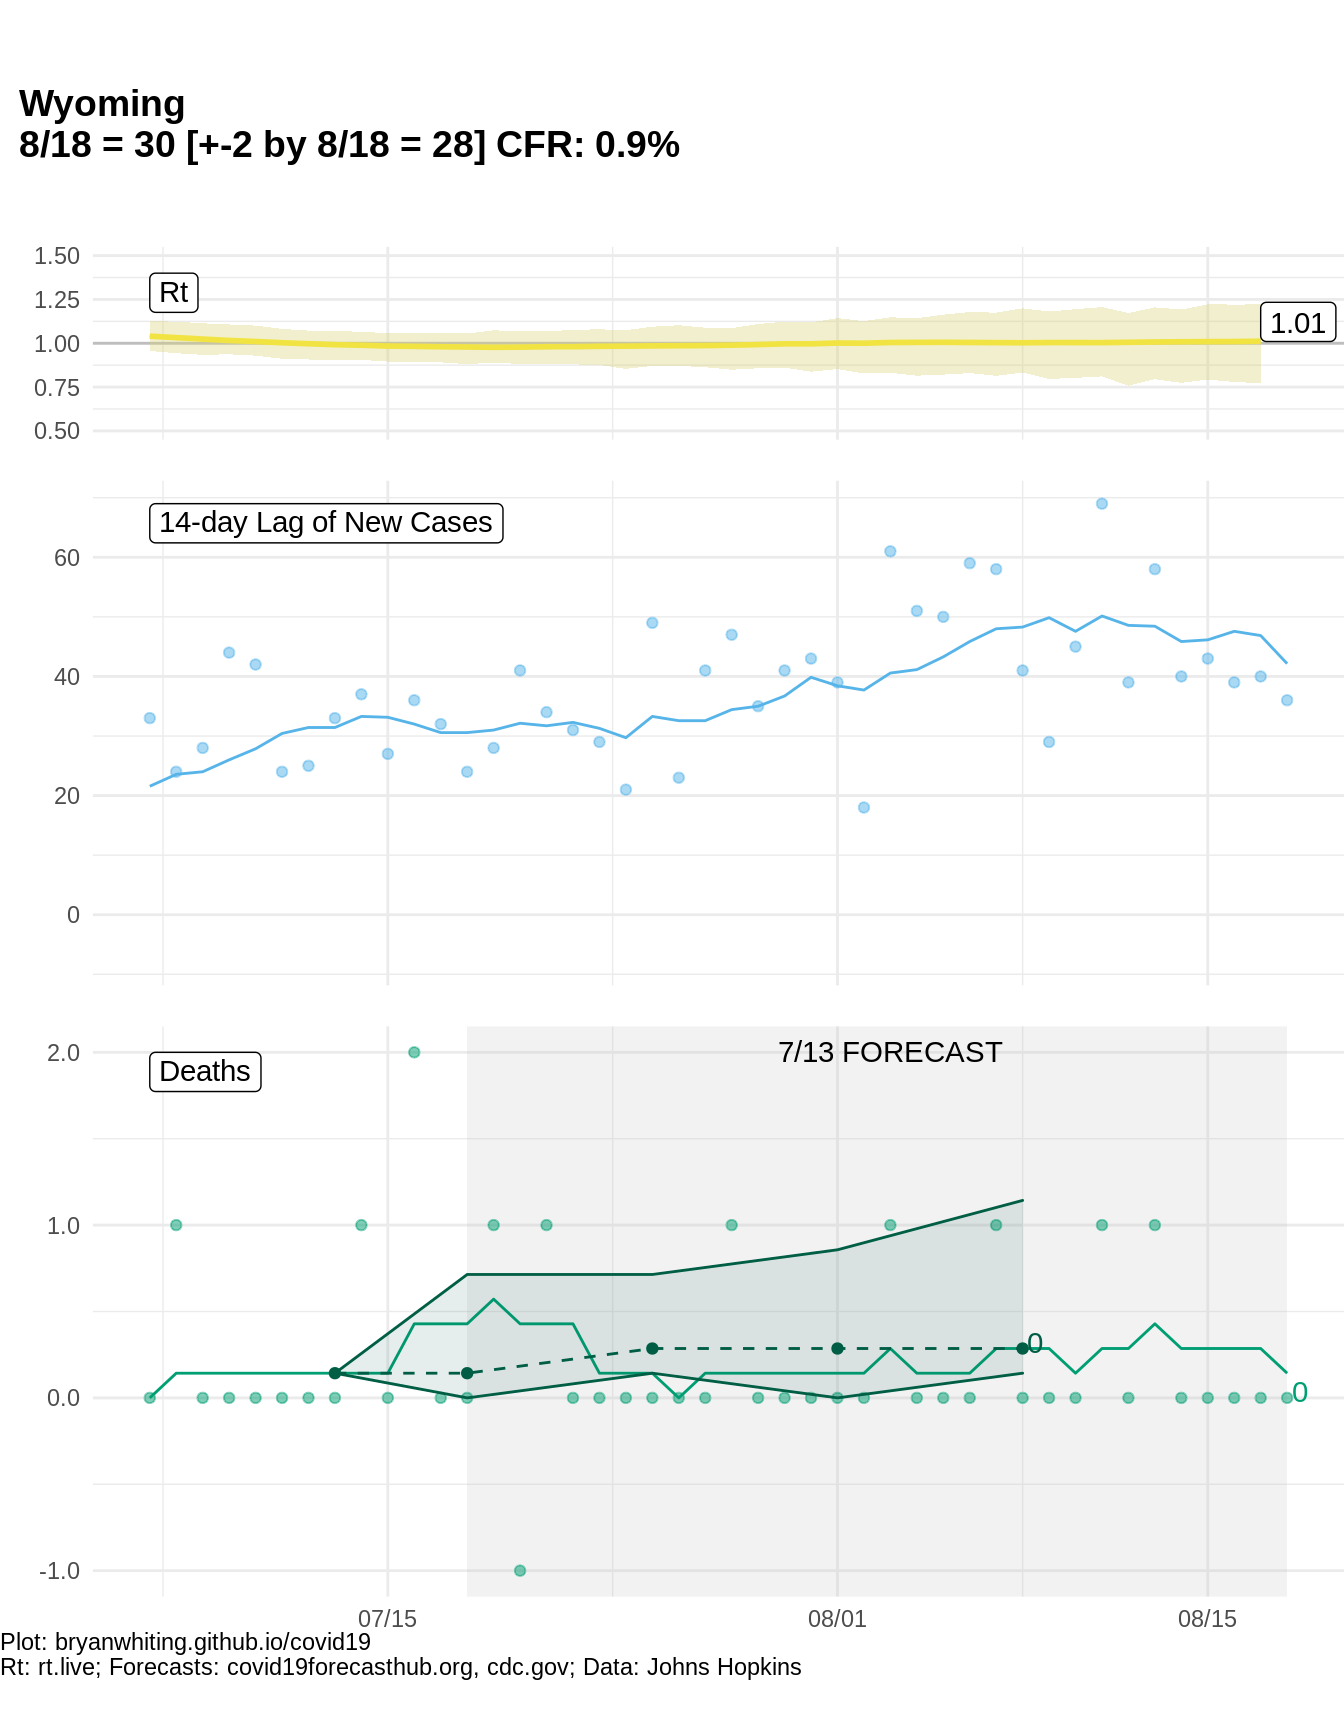 Wyoming
8/18 = 30 [+-2 by 8/18 = 28] CFR: 0.9%
1.50
Rt
1.25
1.01
1.00
0.75
0.50
14-day Lag of New Cases
60
40
20
0
7/13 FORECAST
2.0
Deaths
1.0
0
0.0
0
-1.0
07/15
08/01
08/15
Plot: bryanwhiting.github.io/covid19
Rt: rt.live; Forecasts: covid19forecasthub.org, cdc.gov; Data: Johns Hopkins